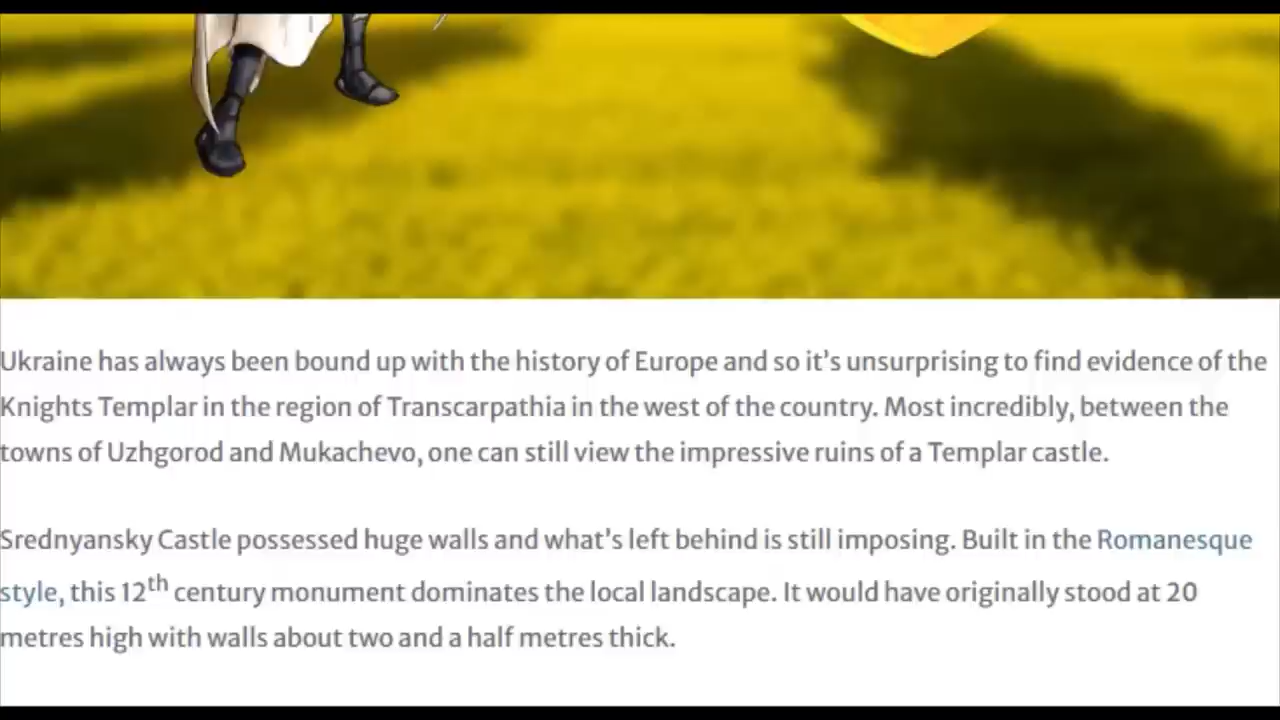 Ukraine has always been bound up with the history of Europe and so it’s unsurprising to find evidence of the
Knights Templar in the region of Transcarpathia in the west of the country. Most incredibly, between the
towns of Uzhgorod and Mukachevo, one can still view the impressive ruins of a Templar castle.
Srednyansky Castle possessed huge walls and what’s left behind is still imposing. Built in the Romanesque
style, this 12th century monument dominates the local landscape. It would have originally stood at 20
metres high with walls about two and a half metres thick.